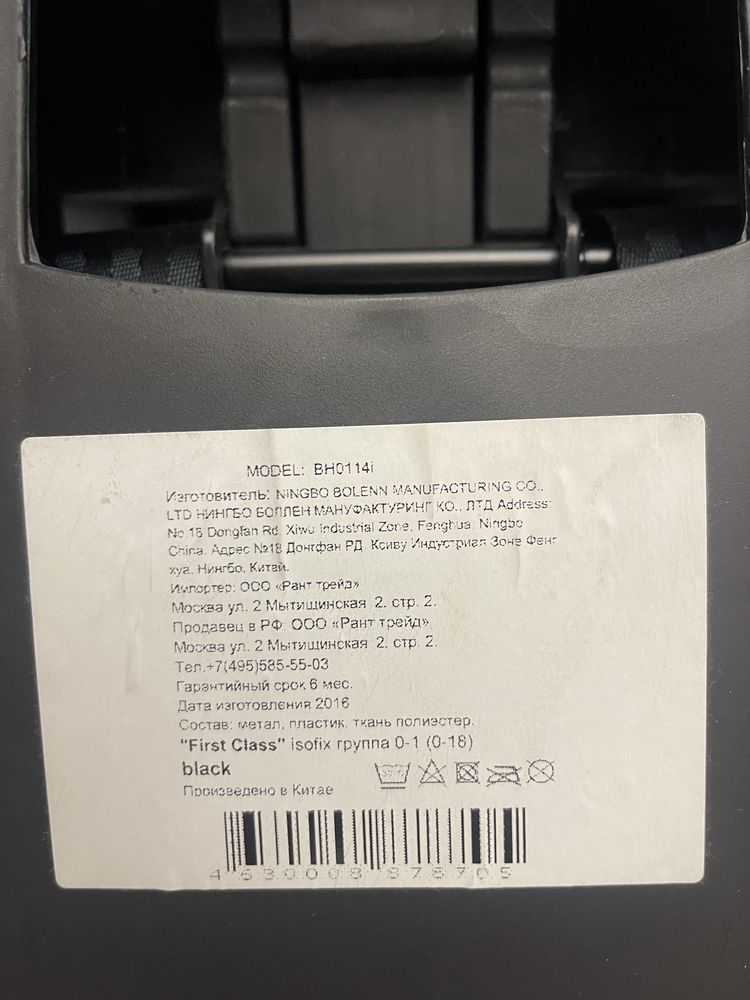 MODEL: BH0114i
Изготовитель: NINGBO BOLENN MANUFACTURING CO.,
LTD НИНГБО БОЛЛЕН МАНУФАКТУРИНГ КО., ЛТД Address:
No.18 Dongfan Rd, Xiwu Industrial Zone, Fenghua, Ningbo
China. Адрес №18 Донгфан РД, Ксиву Индустриал Зоне Фенг
хуа, Нингбо, Китай.
Импортер: ООО «Рант трейд»
Москва ул. 2 Мытищинская 2. стр. 2.
Продавец в РФ: ООО «Рант трейд»,
Москва ул. 2 Мытищинская 2. стр. 2.
Тел.+7(495)585-55-03
Гарантийный срок 6 мес.
Дата изготовления 2016
Состав: метал, пластик, ткань полиэстер.
"First Class" isofix группа 0-1 (0-18)
black
Произведено в Китае
4 630008 878705